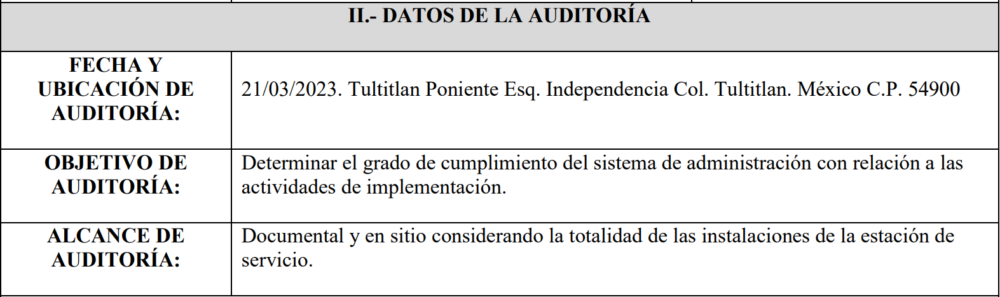 II.- DATOS DE LA AUDITORÍA
FECHA Y
UBICACIÓN DE
AUDITORÍA:
21/03/2023. Tultitlan Poniente Esq. Independencia Col. Tultitlan. México C.P. 54900
OBJETIVO DE
AUDITORÍA:
Determinar el grado de cumplimiento del sistema de administración con relación a las
actividades de implementación.
ALCANCE DE
AUDITORÍA:
Documental y en sitio considerando la totalidad de las instalaciones de la estación de
servicio.